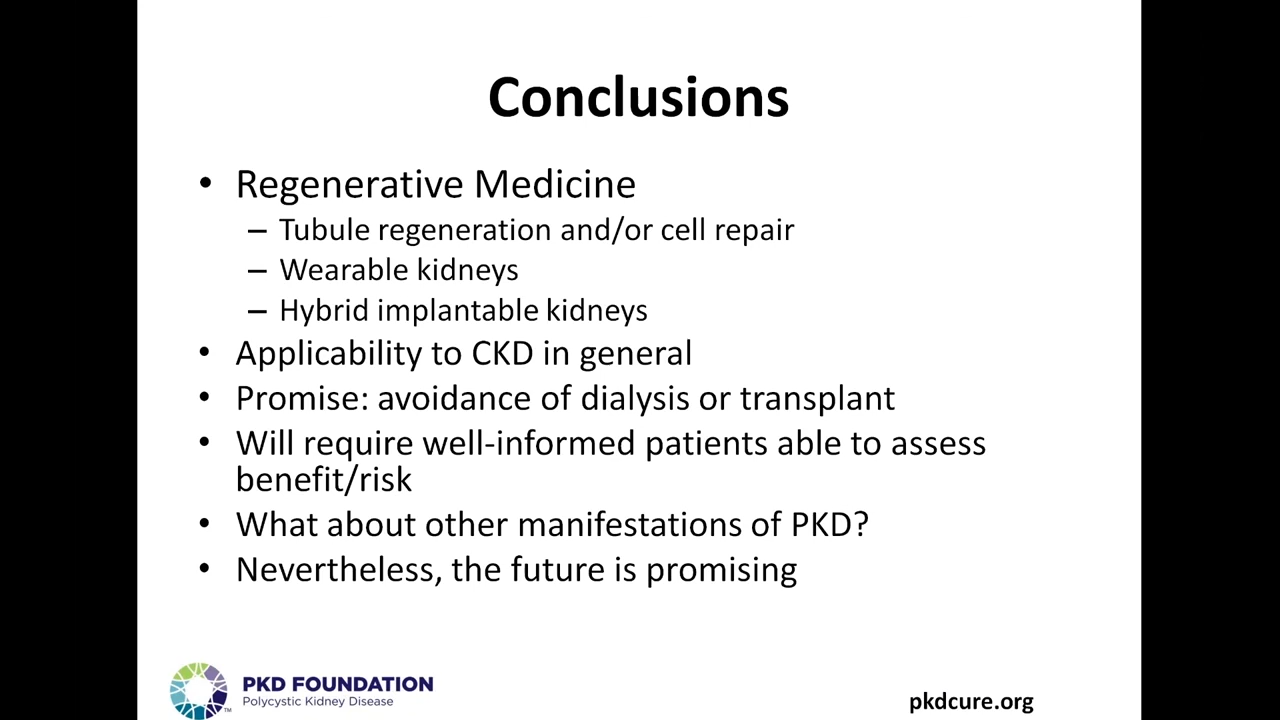 Conclusions
• Regenerative Medicine
– Tubule regeneration and/or cell repair
– Wearable kidneys
– Hybrid implantable kidneys
• Applicability to CKD in general
• Promise: avoidance of dialysis or transplant
• Will require well-informed patients able to assess
benefit/risk
• What about other manifestations of PKD?
• Nevertheless, the future is promising
PKD FOUNDATION
Polycystic Kidney Disease
TM
pkdcure.org